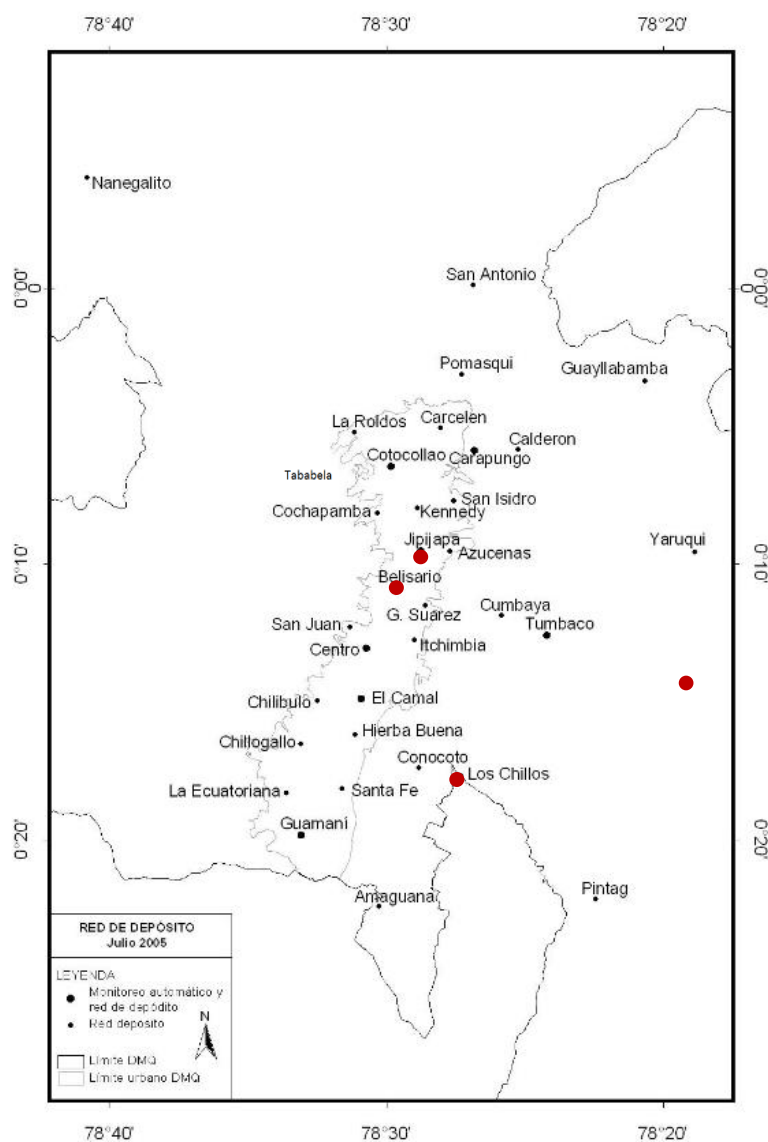 78°40' 78°30' 78°20'
Nanegalito
San Antonio
0°00' 0°00'
Pomasqui
Guayllabamba
La Roldos
Carcelen
Calderon
Cotocollao
Carapungo
Tababela
San Isidro
Cochapamba
Kennedy
Jipijapa
Azucenas
Yaruqui
0°10' 0°10'
Belisario
G. Suarez
Cumbaya
San Juan
Tumbaco
Centro
Itchimbia
Chilibulo
El Camal
Hierba Buena
Chillogallo
Conocoto
Los Chillos
La Ecuatoriana
Santa Fe
Guamaní
0°20' 0°20'
Amaguana
Pintag
RED DE DEPÓSITO
Julio 2005
LEYENDA
Monitoreo automático y
red de depódito
Red deposito
N
Límite DMQ
Límite urbano DMQ
78°40' 78°30' 78°20'